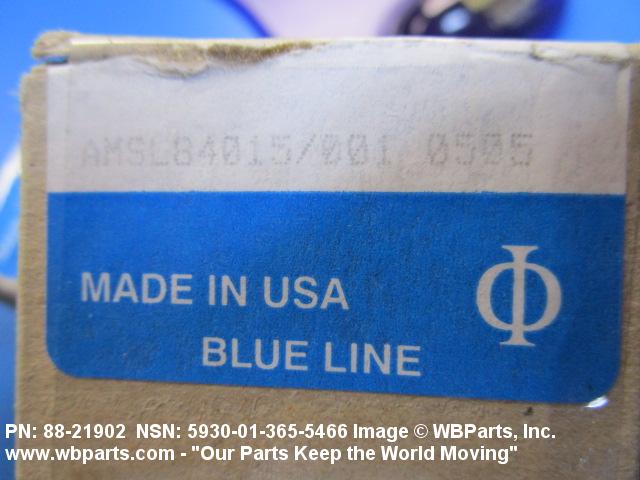 AMSL84015/001 0505
MADE IN USA
Φ
BLUE LINE
PN: 88-21902 NSN: 5930-01-365-5466 Image © WBParts, Inc.
www.wbparts.com - "Our Parts Keep the World Moving"